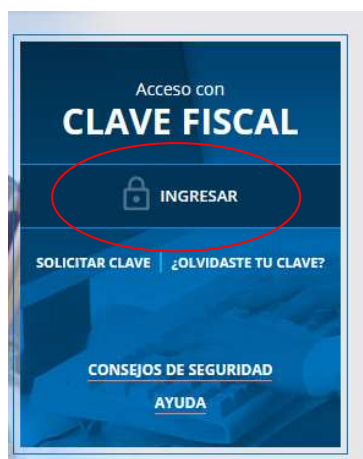 Acceso con
CLAVE FISCAL
INGRESAR
SOLICITAR CLAVE | ¿OLVIDASTE TU CLAVE?
CONSEJOS DE SEGURIDAD
AYUDA